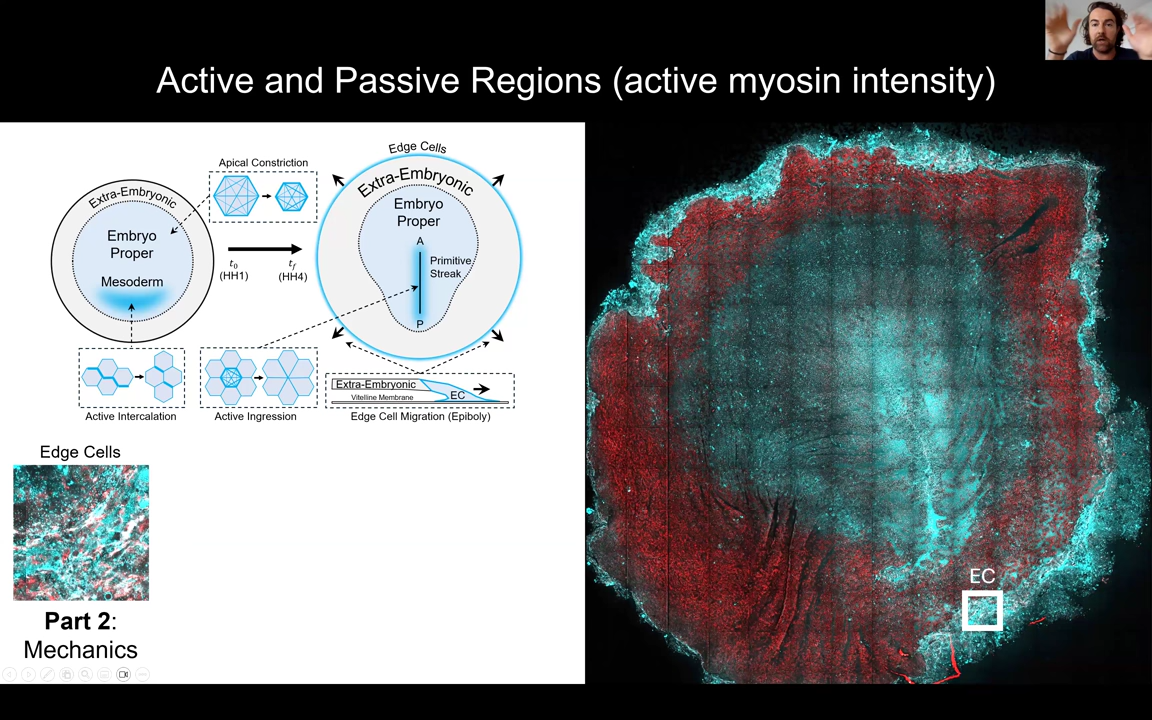 Active and Passive Regions (active myosin intensity)
Apical Constriction
Extra-Embryonic
Embryo
Proper
Mesoderm
t0
(HH1)
tf
(HH4)
Edge Cells
Extra-Embryonic
Embryo
Proper
A
Primitive
Streak
P
Active Intercalation
Active Ingression
Extra-Embryonic
Vitelline Membrane
EC
Edge Cell Migration (Epiboly)
Edge Cells
Part 2:
Mechanics
EC